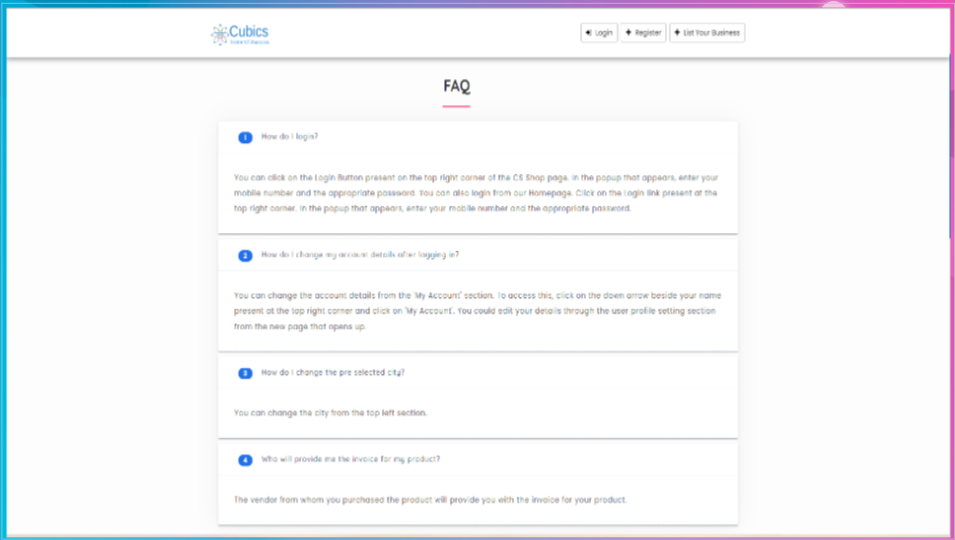 Cubics
Login
Register
List Your Business
FAQ
1 How do I login?
You can click on the Login Button present on the top right corner of the CS Shop page. In the popup that appears, enter your
mobile number and the appropriate password. You can also login from our Homepage. Click on the Login link present at the
top right corner. In the popup that appears, enter your mobile number and the appropriate password.
2 How do I change my account details after logging in?
You can change the account details from the 'My Account' section. To access this, click on the down arrow beside your name
present at the top right corner and click on 'My Account'. You could edit your details through the user profile setting section
from the new page that opens up.
3 How do I change the pre selected city?
You can change the city from the top left section.
4 Who will provide me the invoice for my product?
The vendor from whom you purchased the product will provide you with the invoice for your product.